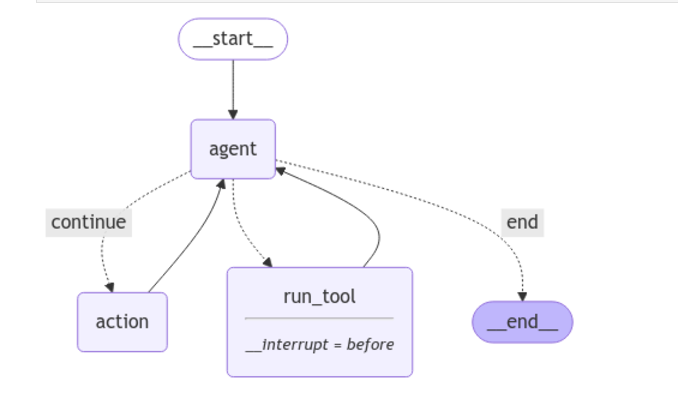 __start__
agent
continue
end
run_tool
__interrupt = before
action
__end__